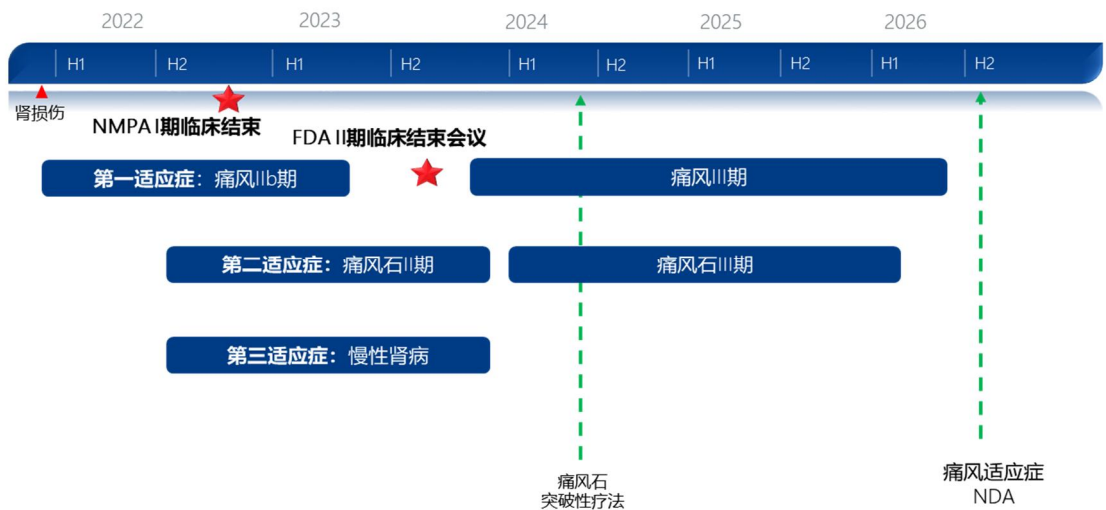 2022 2023 2024 2025 2026
H1 H2 H1 H2 H1 H2 H1 H2 H1 H2
肾损伤
NMPA I期临床结束
FDA II期临床结束会议
第一适应症：痛风IIb期
痛风III期
第二适应症：痛风石II期
痛风石III期
第三适应症：慢性肾病
痛风石
突破性疗法
痛风适应症
NDA